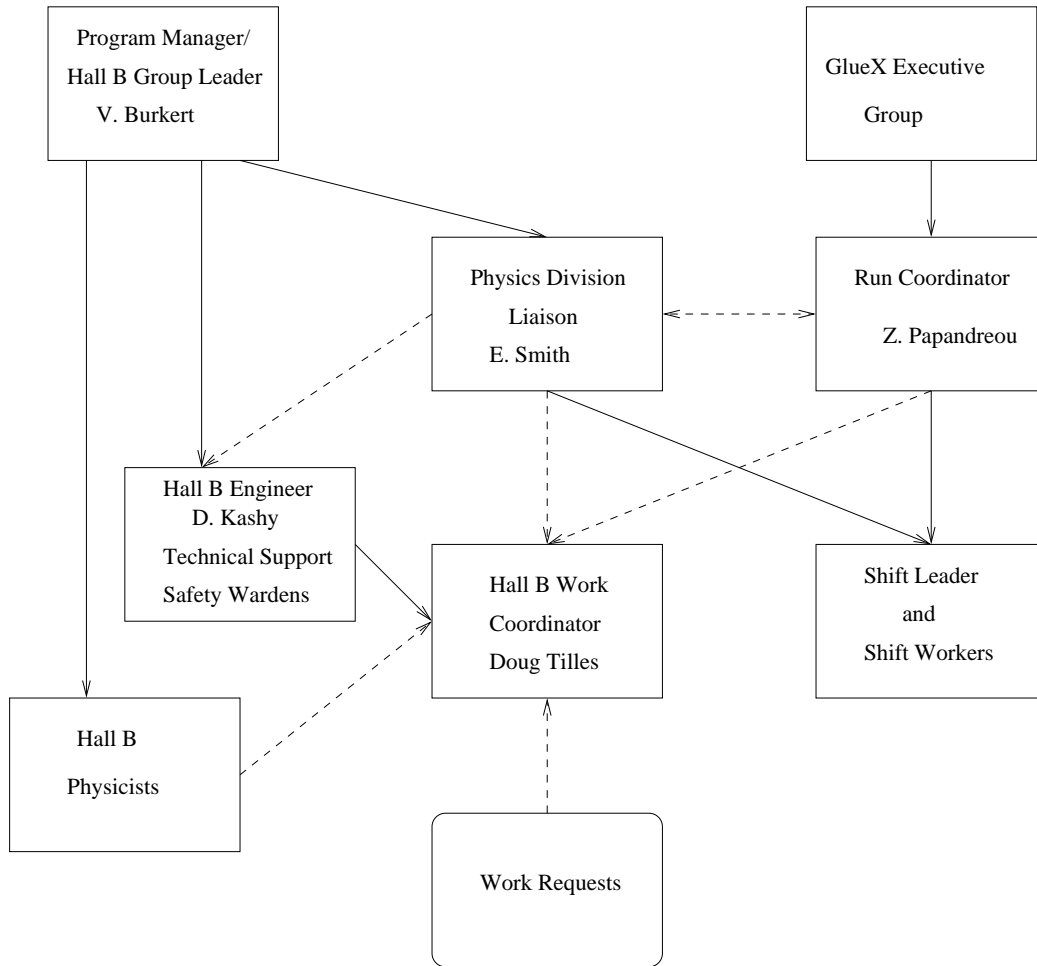 Program Manager/
Hall B Group Leader
V. Burkert
GlueX Executive
Group
Physics Division
Liaison
E. Smith
Run Coordinator
Z. Papandreou
Hall B Engineer
D. Kashy
Technical Support
Safety Wardens
Hall B Work
Coordinator
Doug Tilles
Shift Leader
and
Shift Workers
Hall B
Physicists
Work Requests